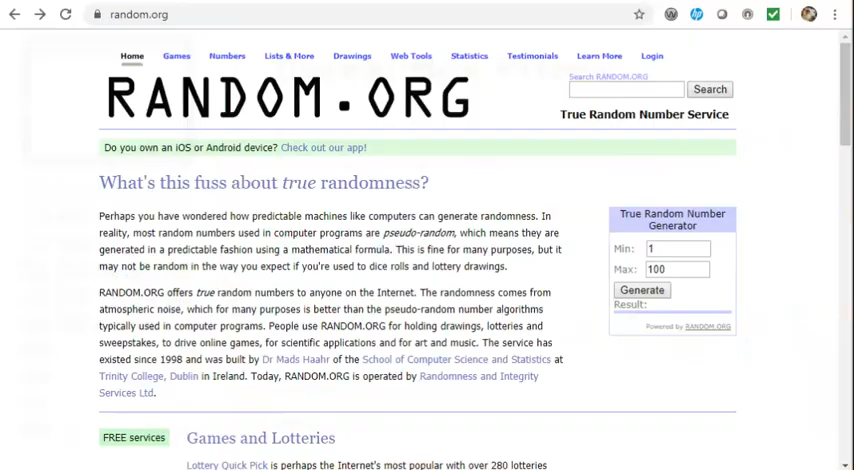 random.org
Home Games Numbers Lists & More Drawings Web Tools Statistics Testimonials Learn More Login
RANDOM.ORG
Search RANDOM.ORG
Search
True Random Number Service
Do you own an iOS or Android device? Check out our app!
What's this fuss about true randomness?
Perhaps you have wondered how predictable machines like computers can generate randomness. In
reality, most random numbers used in computer programs are pseudo-random, which means they are
generated in a predictable fashion using a mathematical formula. This is fine for many purposes, but it
may not be random in the way you expect if you're used to dice rolls and lottery drawings.
RANDOM.ORG offers true random numbers to anyone on the Internet. The randomness comes from
atmospheric noise, which for many purposes is better than the pseudo-random number algorithms
typically used in computer programs. People use RANDOM.ORG for holding drawings, lotteries and
sweepstakes, to drive online games, for scientific applications and for art and music. The service has
existed since 1998 and was built by Dr Mads Haahr of the School of Computer Science and Statistics at
Trinity College, Dublin in Ireland. Today, RANDOM.ORG is operated by Randomness and Integrity
Services Ltd.
True Random Number
Generator
Min: 1
Max: 100
Generate
Result:
Powered by RANDOM.ORG
FREE services
Games and Lotteries
Lottery Quick Pick is perhaps the Internet's most popular with over 280 lotteries